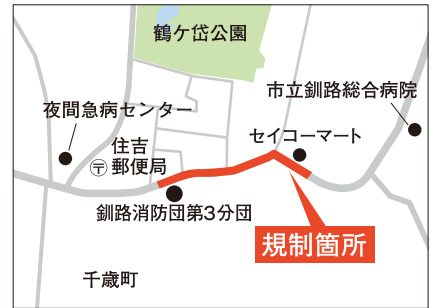 鶴ケ岱公園
市立釧路総合病院
夜間急病センター
セイコーマート
住吉
〒郵便局
釧路消防団第3分団
規制箇所
千歳町